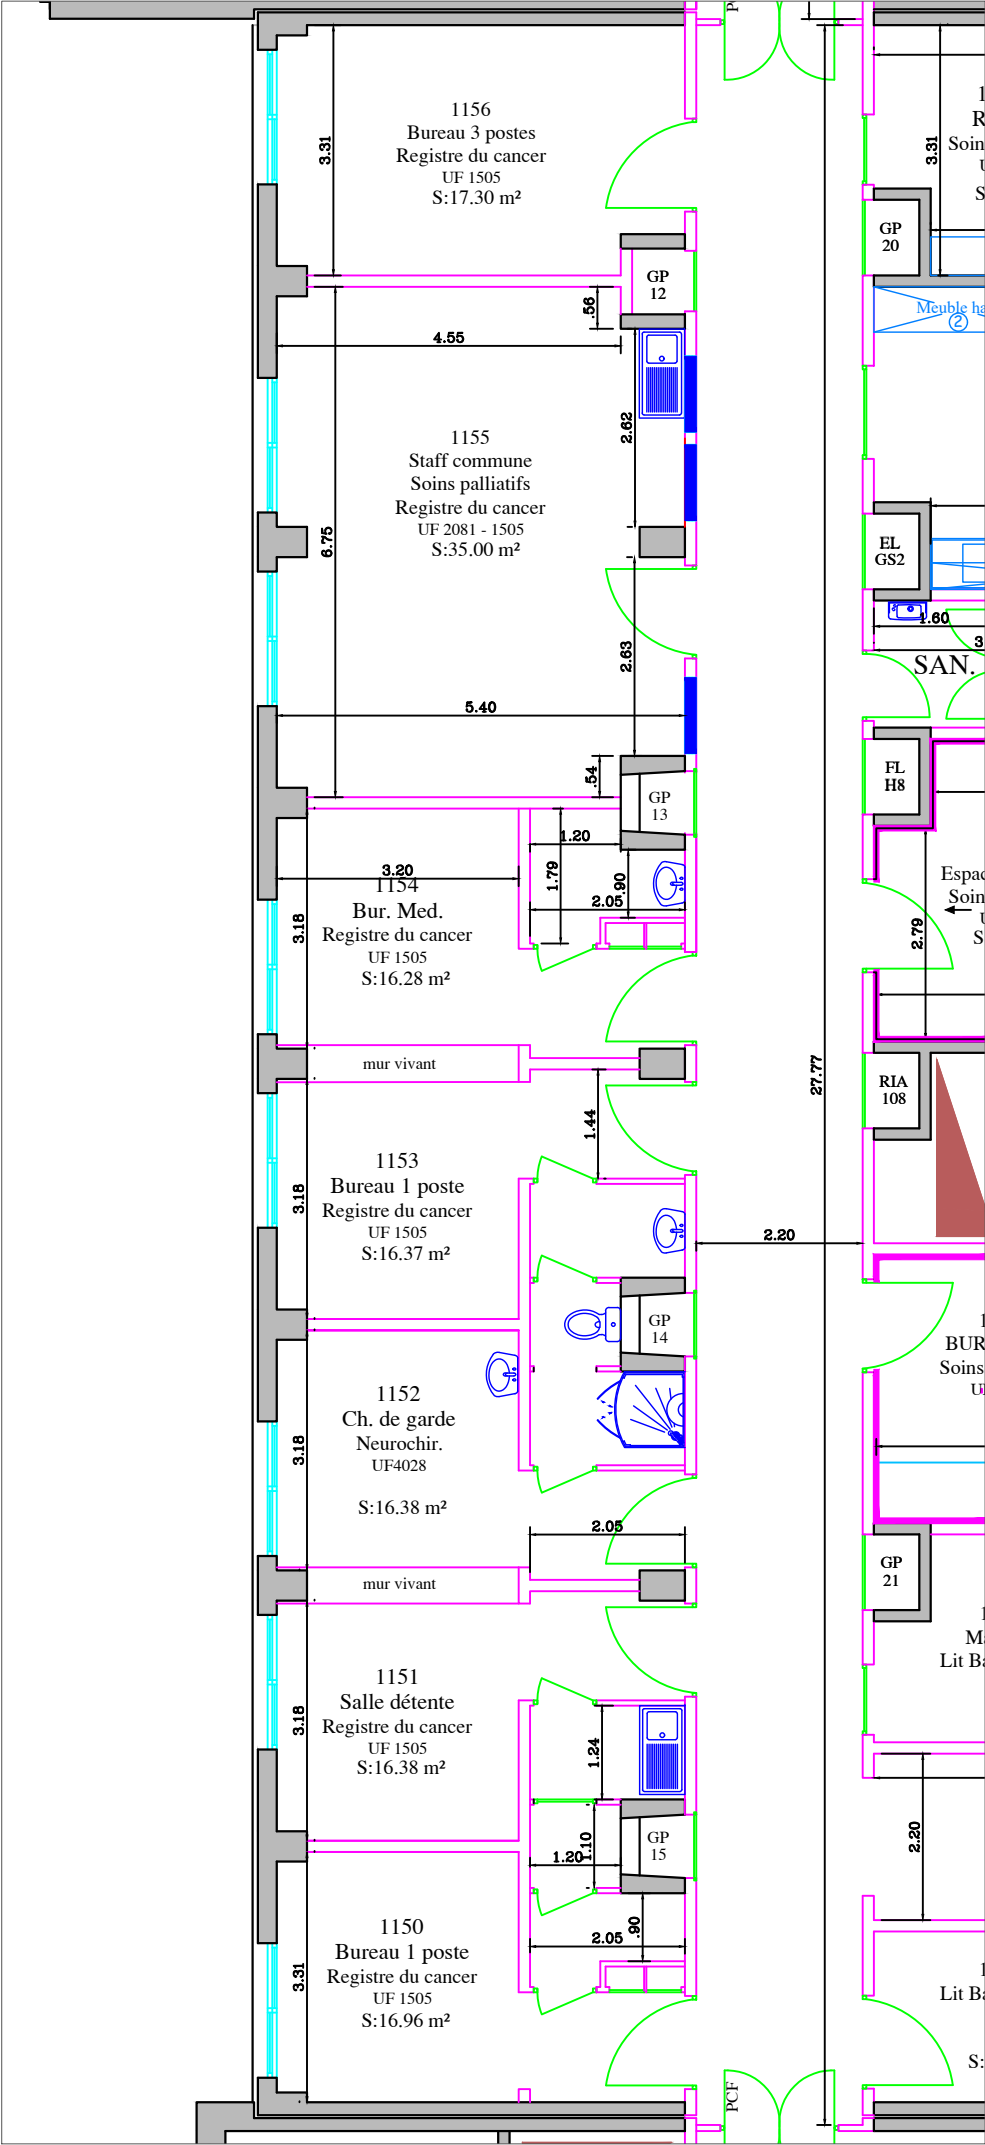 1156
Bureau 3 postes
Registre du cancer
UF 1505
S:17.30 m²
3.31
3.31
GP
12
GP
20
.56
4.55
Meuble
2
2.62
1155
Staff commune
Soins palliatifs
Registre du cancer
UF 2081 - 1505
S:35.00 m²
6.75
EL
GS2
1.60
2.63
SAN.
5.40
.54
FL
H8
GP
13
1.20
1.79
.90
2.05
3.20
1154
Bur. Med.
Registre du cancer
UF 1505
S:16.28 m²
3.18
2.79
mur vivant
27.77
RIA
108
1.44
1153
Bureau 1 poste
Registre du cancer
UF 1505
S:16.37 m²
3.18
2.20
GP
14
1152
Ch. de garde
Neurochir.
UF4028
S:16.38 m²
3.18
BUR
Soins
2.05
mur vivant
GP
21
1151
Salle détente
Registre du cancer
UF 1505
S:16.38 m²
3.18
Lit Ba
1.24
1.10
1.20
GP
15
2.20
.90
2.05
1150
Bureau 1 poste
Registre du cancer
UF 1505
S:16.96 m²
3.31
Lit Ba
S:
PCF